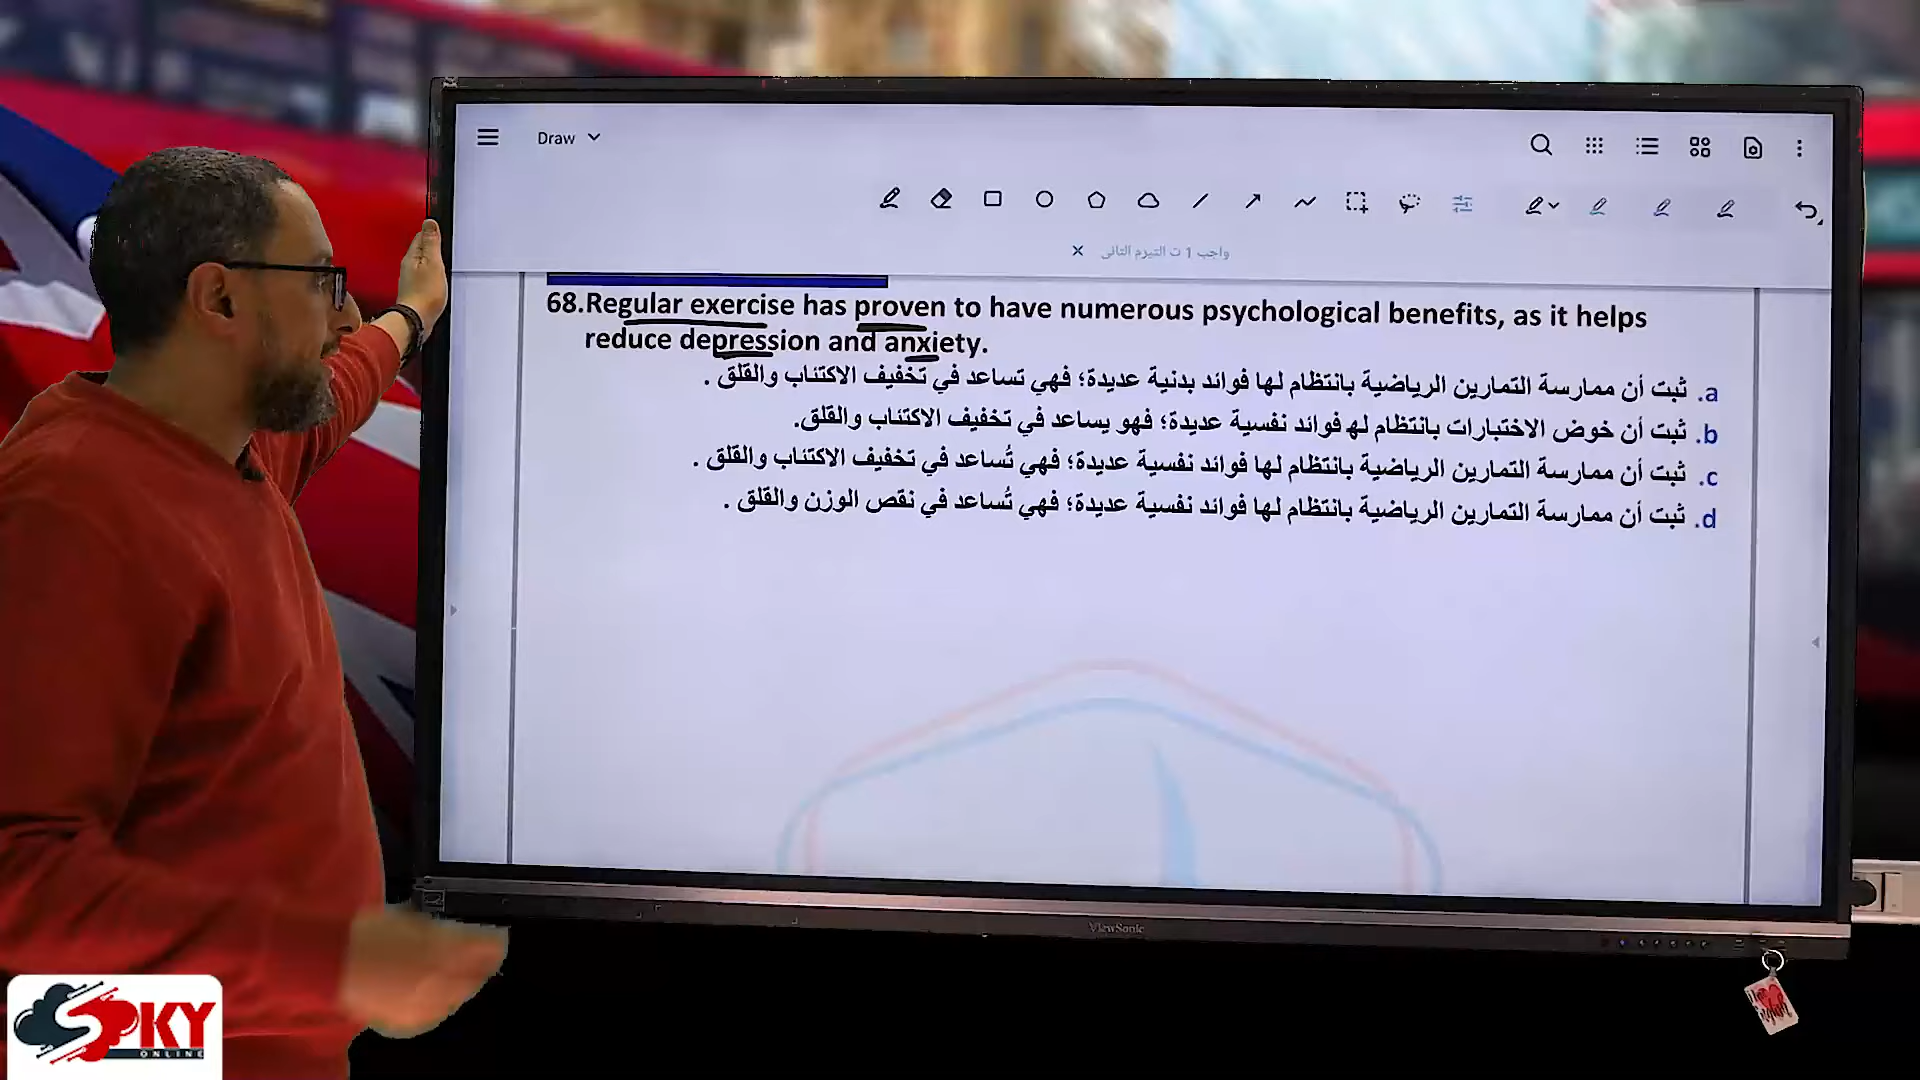 Draw
واجب 1 ت التيرم التانى
68.Regular exercise has proven to have numerous psychological benefits, as it helps
reduce depression and anxiety.
a. ثبت أن ممارسة التمارين الرياضية بانتظام لها فوائد بدنية عديدة؛ فهي تساعد في تخفيف الاكتئاب والقلق .
b. ثبت أن خوض الاختبارات بانتظام له فوائد نفسية عديدة؛ فهو يساعد في تخفيف الاكتئاب والقلق.
c. ثبت أن ممارسة التمارين الرياضية بانتظام لها فوائد نفسية عديدة؛ فهي تُساعد في تخفيف الاكتئاب والقلق .
d. ثبت أن ممارسة التمارين الرياضية بانتظام لها فوائد نفسية عديدة؛ فهي تُساعد في نقص الوزن والقلق .
ViewSonic
SKY
ONLINE